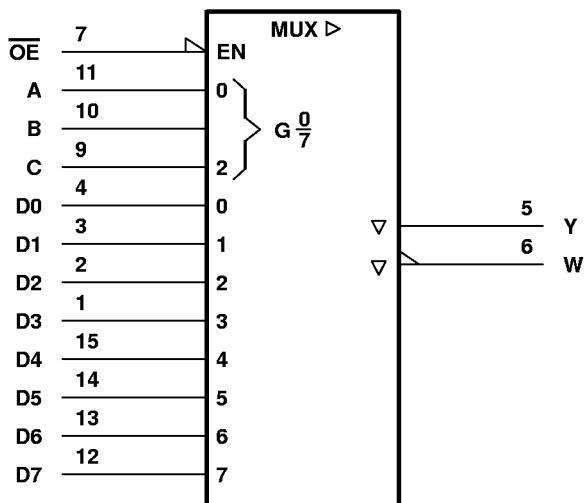 MUX ▷
OE 7 EN
A 11 0
B 10
G 0/7
C 9 2
D0 4 0
D1 3 1
D2 2 2
D3 1 3
D4 15 4
D5 14 5
D6 13 6
D7 12 7
5 Y
6 W